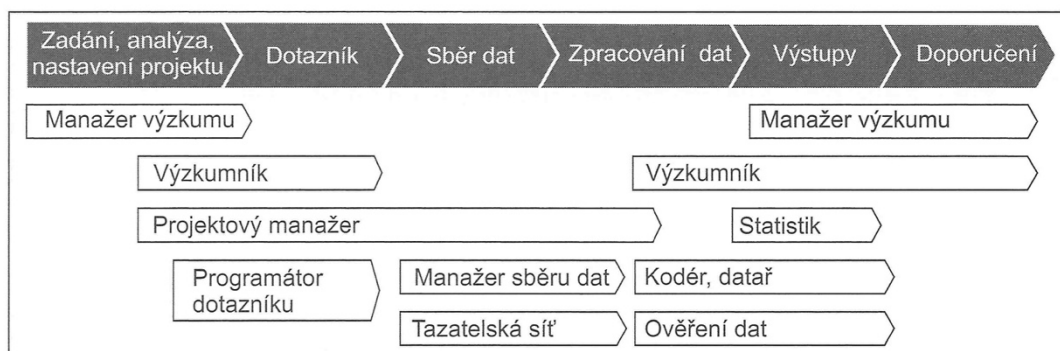 Zadání, analýza,
nastavení projektu
Dotazník
Sběr dat
Zpracování dat
Výstupy
Doporučení
Manažer výzkumu
Manažer výzkumu
Výzkumník
Výzkumník
Projektový manažer
Statistik
Programátor
dotazníku
Manažer sběru dat
Kodér, datař
Tazatelská síť
Ověření dat